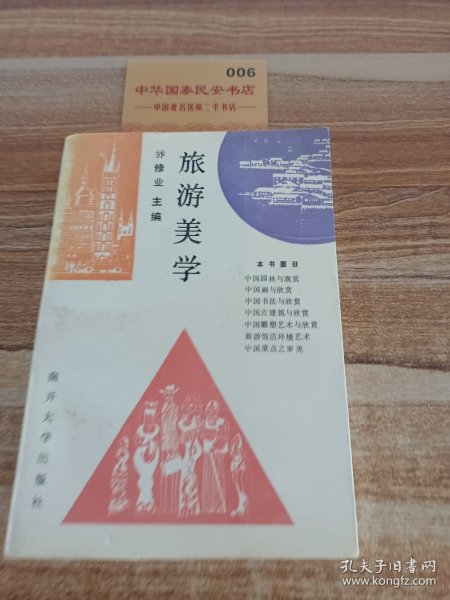 006
中华国泰民安书店
中国著名优质二手书店
旅游美学
乔修业 主编
本书要目
中国园林与观赏
中国画与欣赏
中国书法与欣赏
中国古建筑与欣赏
中国雕塑艺术与欣赏
旅游饭店环境艺术
中国菜点之审美
南开大学出版社
孔夫子旧书网
www.kongfz.com